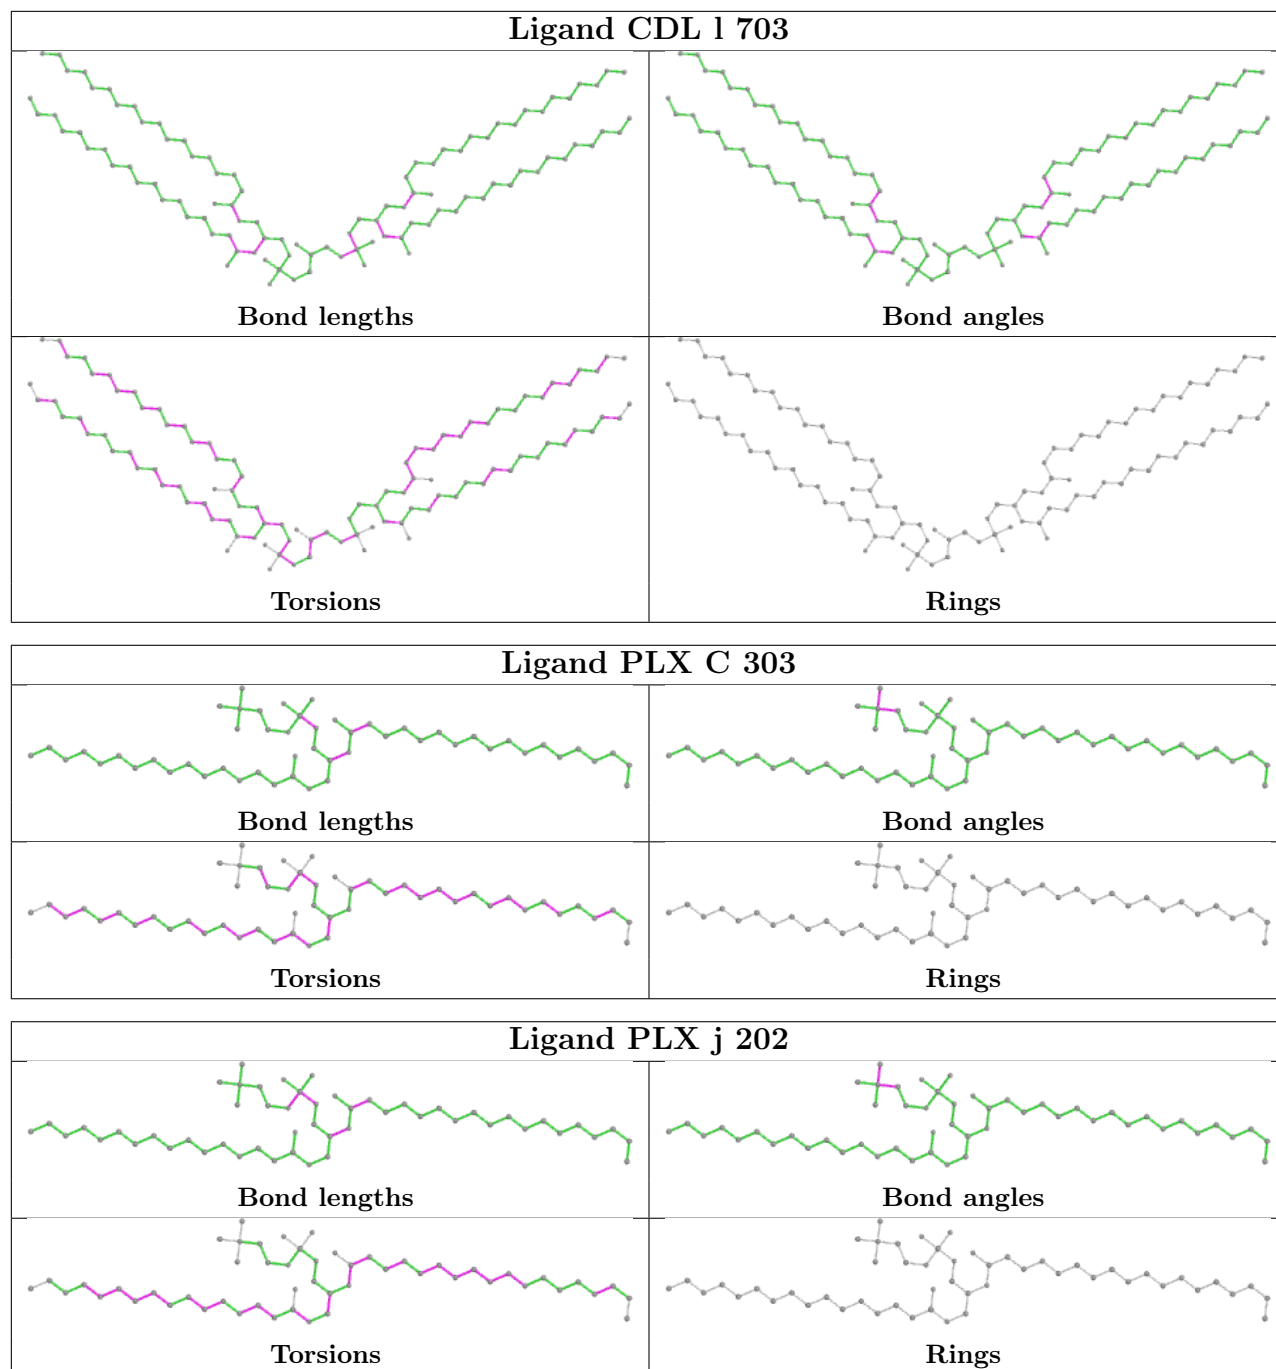 Ligand CDL l 703
Bond lengths
Bond angles
Torsions
Rings
Ligand PLX C 303
Bond lengths
Bond angles
Torsions
Rings
Ligand PLX j 202
Bond lengths
Bond angles
Torsions
Rings